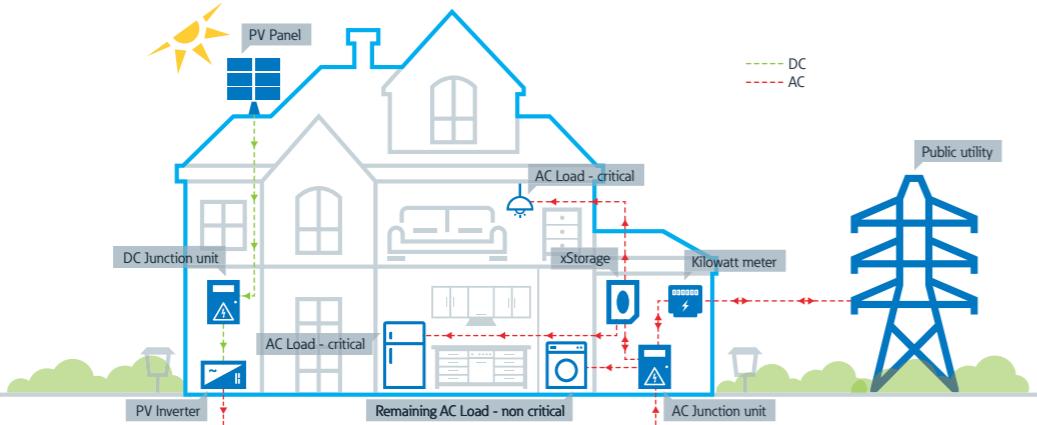 PV Panel
DC
AC
Public utility
AC Load - critical
DC Junction unit
xStorage
Kilowatt meter
AC Load - critical
PV Inverter
Remaining AC Load - non critical
AC Junction unit